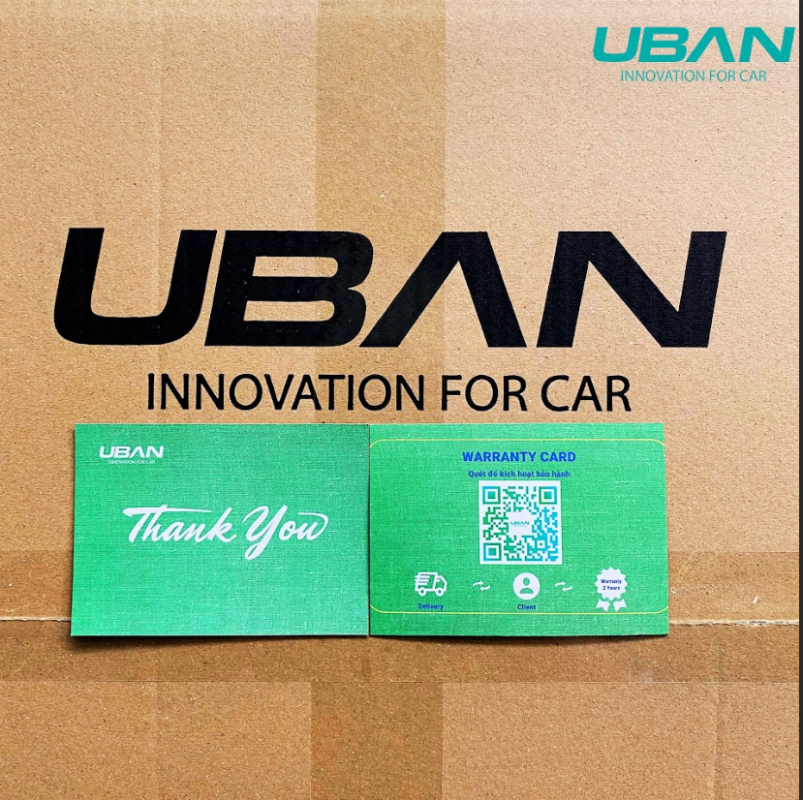 UBAN
INNOVATION FOR CAR
UBAN
INNOVATION FOR CAR
UBAN
INNOVATION FOR CAR
Thank You
WARRANTY CARD
Quét để kích hoạt bảo hành
UBAN
Delivery
Client
Warranty
2 Years